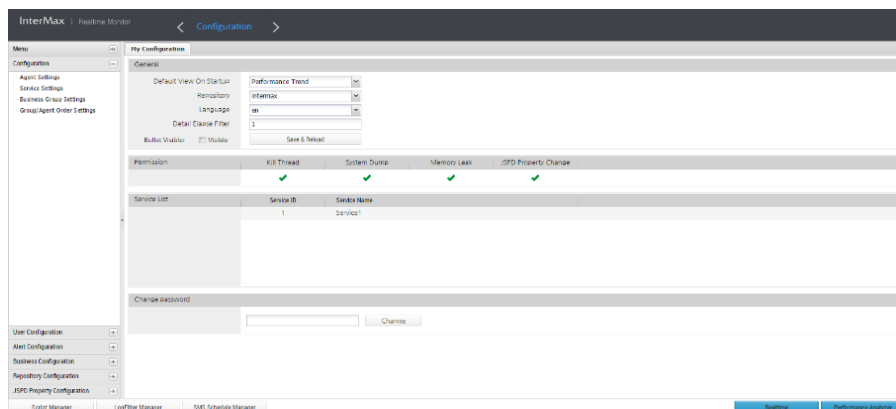 InterMax | Realtime Monitor
< Configuration >
Menu
My Configuration
Configuration
Agent Settings
Service Settings
Business Group Settings
Group/Agent Order Settings
General
Default View On Startup Performance Trend
Repository intermax
Language en
Detail Elapse Filter 1
Bullet Visible: Visible Save & Reload
Permission Kill Thread System Dump Memory Leak JSPD Property Change
Service List Service ID Service Name
1 Service1
Change password
Change
User Configuration
Alert Configuration
Business Configuration
Repository Configuration
JSPD Property Configuration
Script Manager LogFilter Manager SMS Schedule Manager Realtime Performance Analyzer